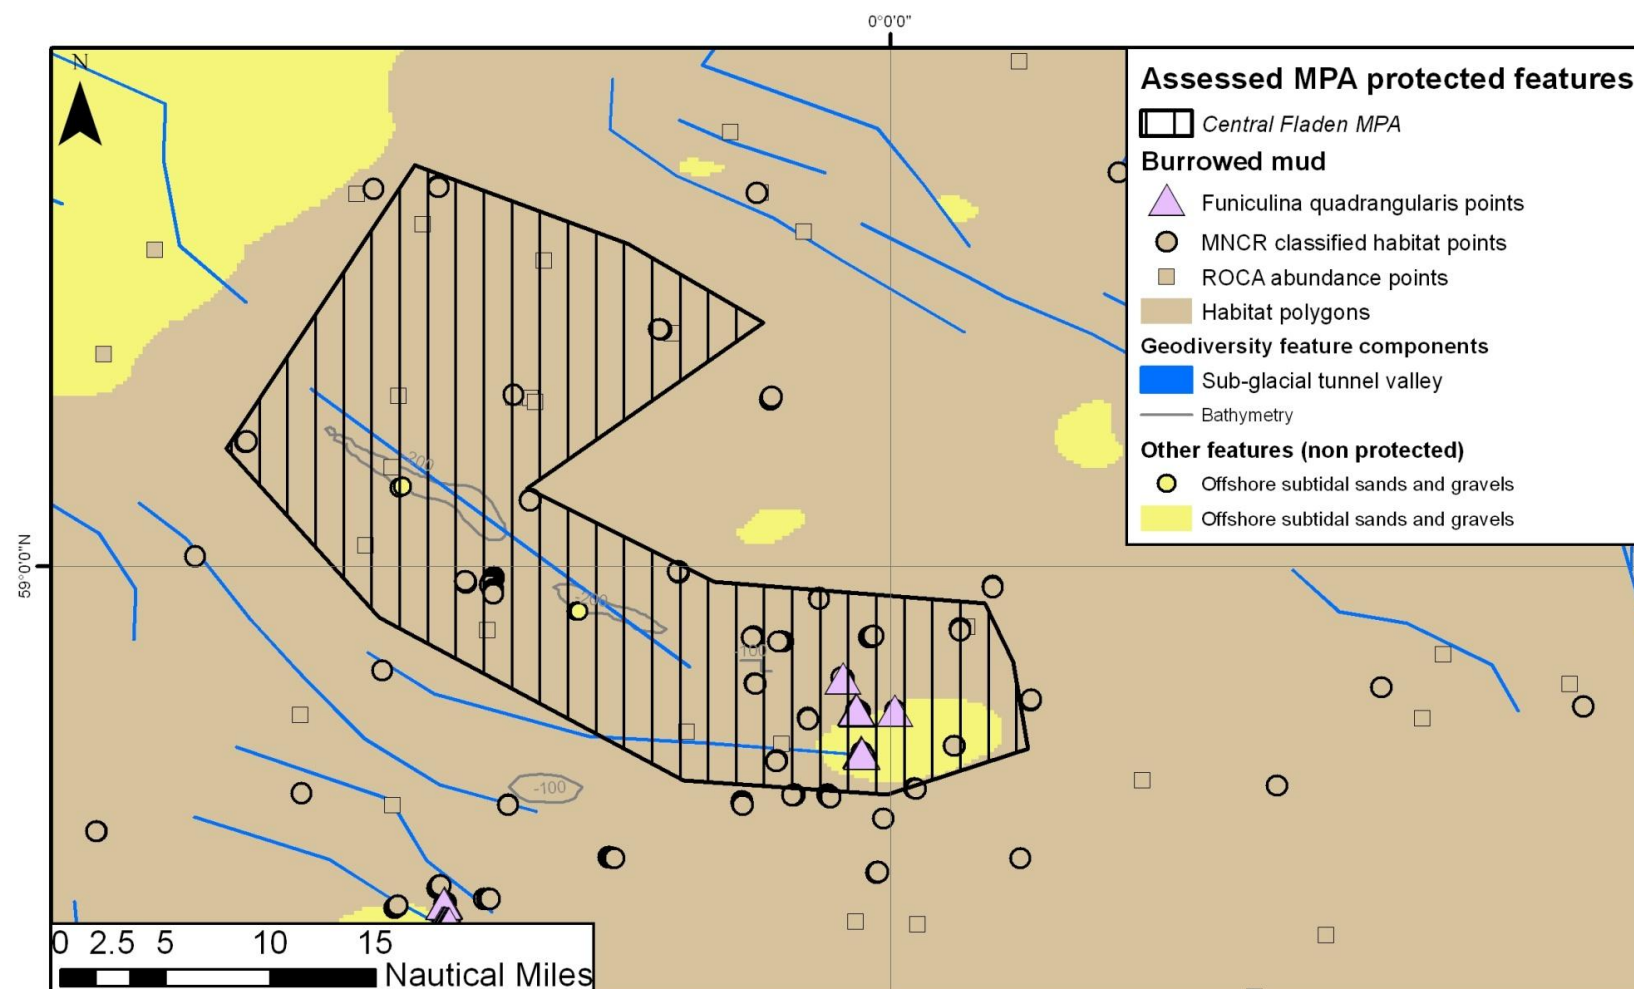 0°0'0"
N
Assessed MPA protected features
Central Fladen MPA
Burrowed mud
Funiculina quadrangularis points
MNCR classified habitat points
ROCA abundance points
Habitat polygons
Geodiversity feature components
Sub-glacial tunnel valley
Bathymetry
Other features (non protected)
Offshore subtidal sands and gravels
Offshore subtidal sands and gravels
-200
59°0'0"N
-200
-100
-100
0 2.5 5 10 15
Nautical Miles